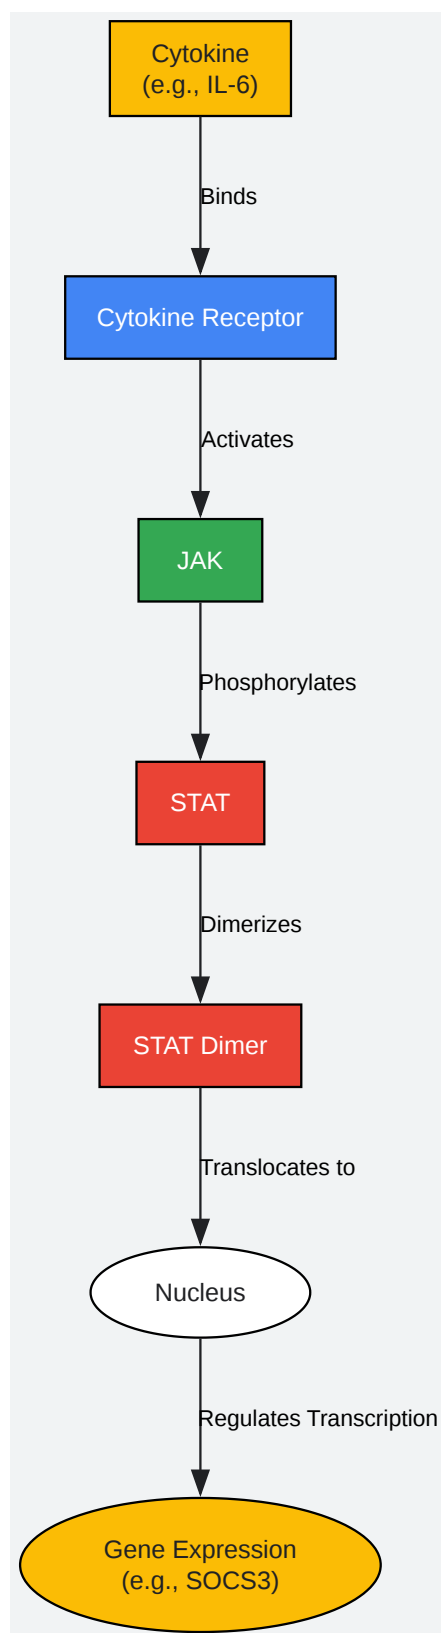 Cytokine
(e.g., IL-6)
Binds
Cytokine Receptor
Activates
JAK
Phosphorylates
STAT
Dimerizes
STAT Dimer
Translocates to
Nucleus
Regulates Transcription
Gene Expression
(e.g., SOCS3)